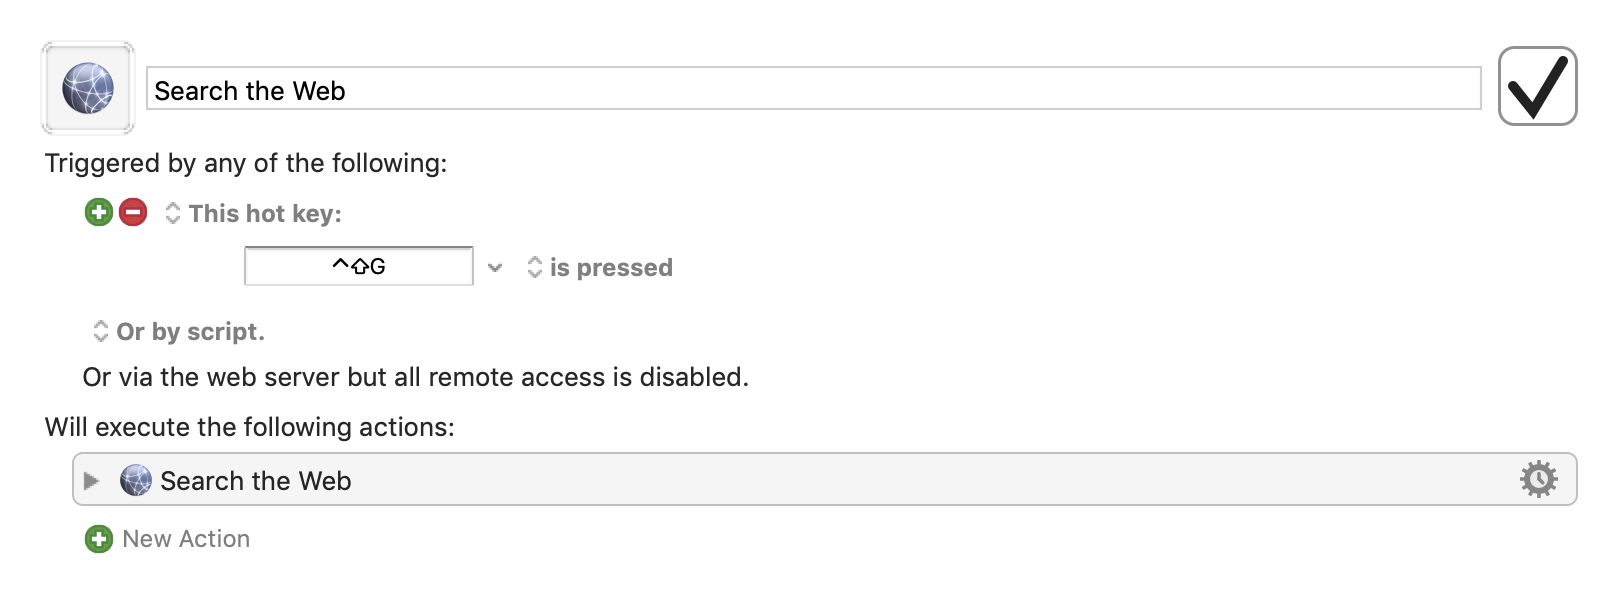 Search the Web
Triggered by any of the following:
This hot key:
⌃⇧G
is pressed
Or by script.
Or via the web server but all remote access is disabled.
Will execute the following actions:
Search the Web
New Action